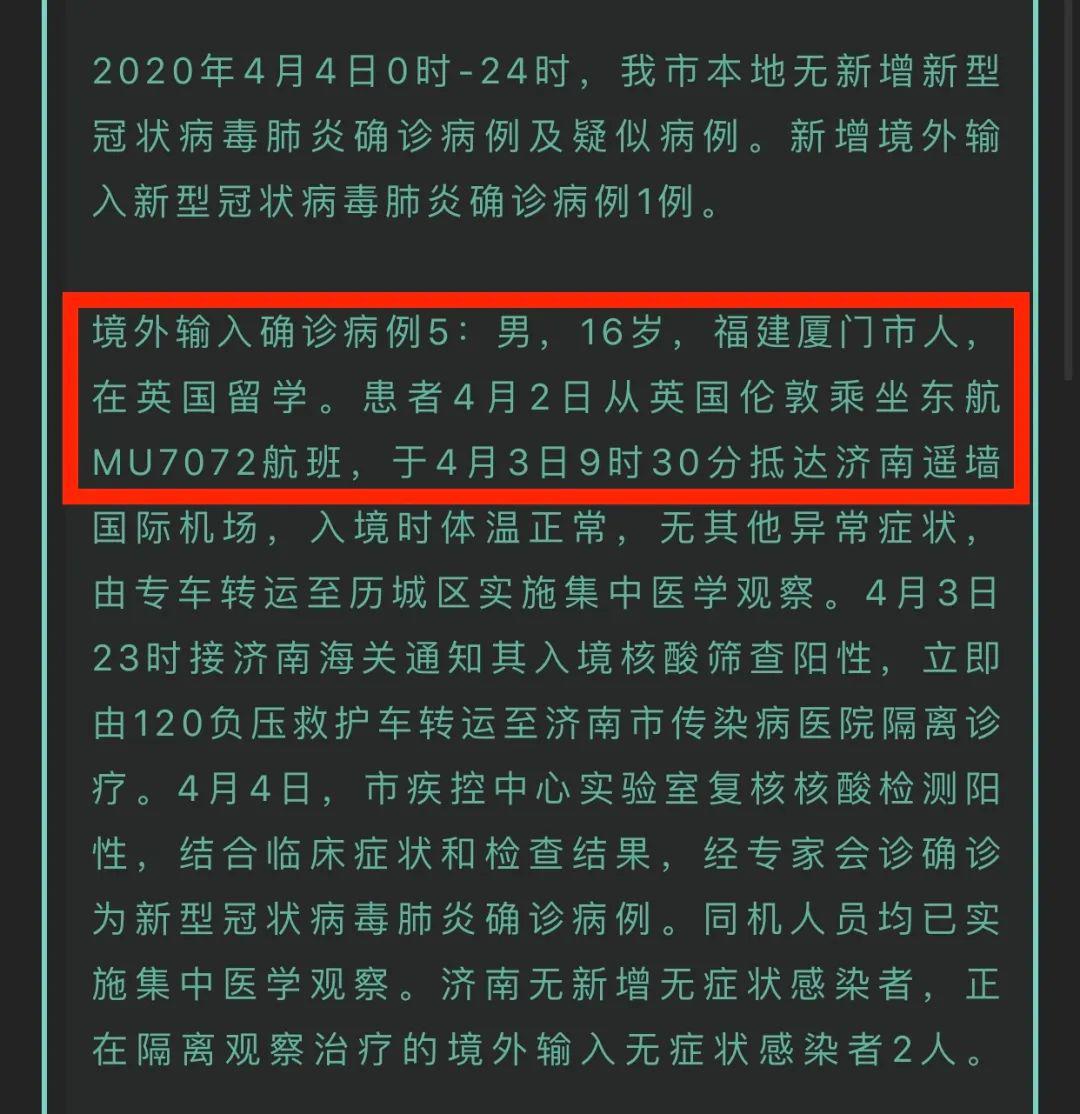 2020年4月4日0时-24时，我市本地无新增新型
冠状病毒肺炎确诊病例及疑似病例。新增境外输
入新型冠状病毒肺炎确诊病例1例。
境外输入确诊病例5：男，16岁，福建厦门市人，
在英国留学。患者4月2日从英国伦敦乘坐东航
MU7072航班，于4月3日9时30分抵达济南遥墙
国际机场，入境时体温正常，无其他异常症状，
由专车转运至历城区实施集中医学观察。4月3日
23时接济南海关通知其入境核酸筛查阳性，立即
由120负压救护车转运至济南市传染病医院隔离诊
疗。4月4日，市疾控中心实验室复核核酸检测阳
性，结合临床症状和检查结果，经专家会诊确诊
为新型冠状病毒肺炎确诊病例。同机人员均已实
施集中医学观察。济南无新增无症状感染者，正
在隔离观察治疗的境外输入无症状感染者2人。